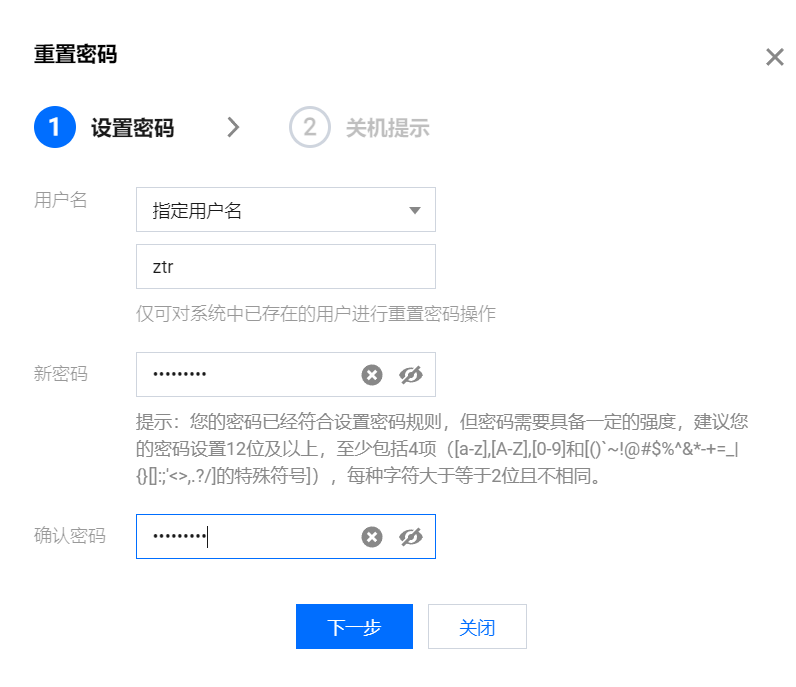 重置密码
1 设置密码 2 关机提示
用户名
指定用户名
ztr
仅可对系统中已存在的用户进行重置密码操作
新密码
•••••••••
提示：您的密码已经符合设置密码规则，但密码需要具备一定的强度，建议您
的密码设置12位及以上，至少包括4项（[a-z],[A-Z],[0-9]和[()`~!@#$%^&*-+=_|
{}[]:;'<>,.?/]的特殊符号]），每种字符大于等于2位且不相同。
确认密码
•••••••••
下一步 关闭